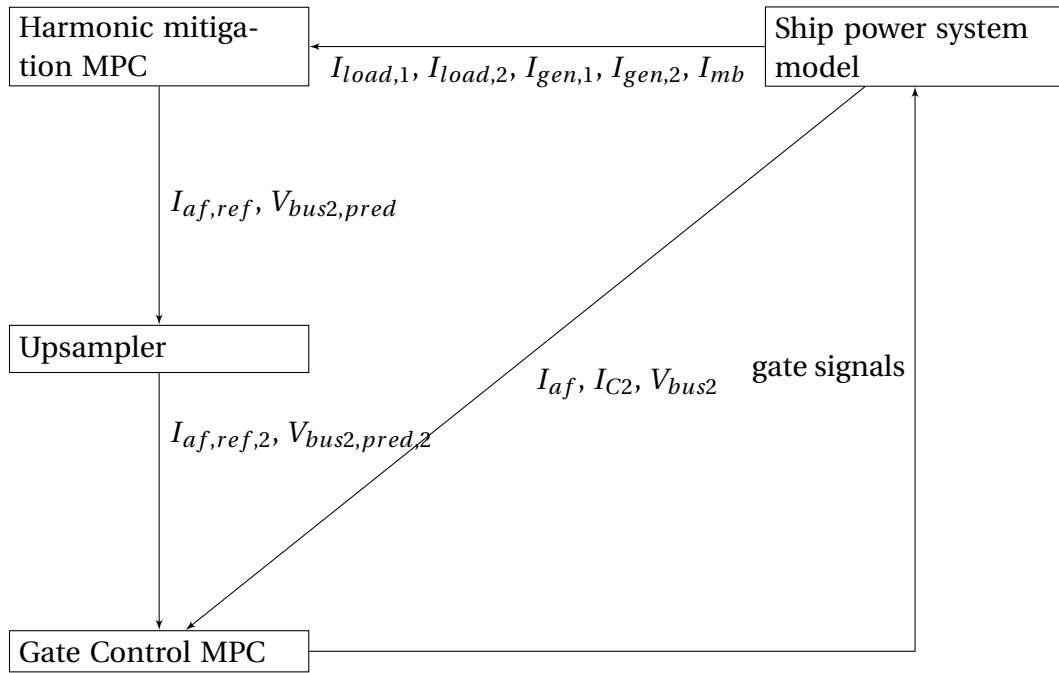 Harmonic mitiga-
tion MPC
Ship power system
model
I_{load,1}, I_{load,2}, I_{gen,1}, I_{gen,2}, I_{mb}
I_{af,ref}, V_{bus2,pred}
Upsampler
gate signals
I_{af}, I_{C2}, V_{bus2}
I_{af,ref,2}, V_{bus2,pred,2}
Gate Control MPC